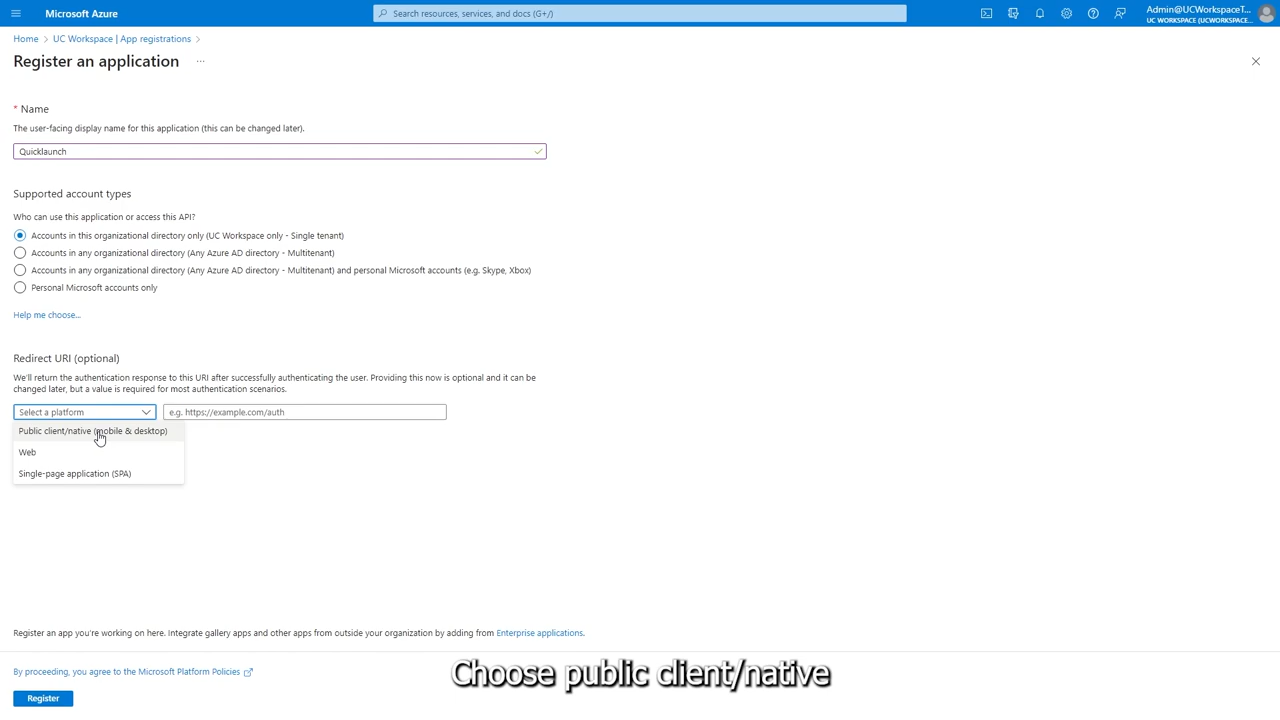 Microsoft Azure
Search resources, services, and docs (G+/)
Admin@UCWorkspaceT...
UC WORKSPACE (UCWORKSPACE...
Home > UC Workspace | App registrations >
Register an application ...
* Name
The user-facing display name for this application (this can be changed later).
Quicklaunch
Supported account types
Who can use this application or access this API?
Accounts in this organizational directory only (UC Workspace only - Single tenant)
Accounts in any organizational directory (Any Azure AD directory - Multitenant)
Accounts in any organizational directory (Any Azure AD directory - Multitenant) and personal Microsoft accounts (e.g. Skype, Xbox)
Personal Microsoft accounts only
Help me choose...
Redirect URI (optional)
We'll return the authentication response to this URI after successfully authenticating the user. Providing this now is optional and it can be
changed later, but a value is required for most authentication scenarios.
Select a platform
e.g. https://example.com/auth
Public client/native (mobile & desktop)
Web
Single-page application (SPA)
Register an app you're working on here. Integrate gallery apps and other apps from outside your organization by adding from Enterprise applications.
By proceeding, you agree to the Microsoft Platform Policies
Choose public client/native
Register